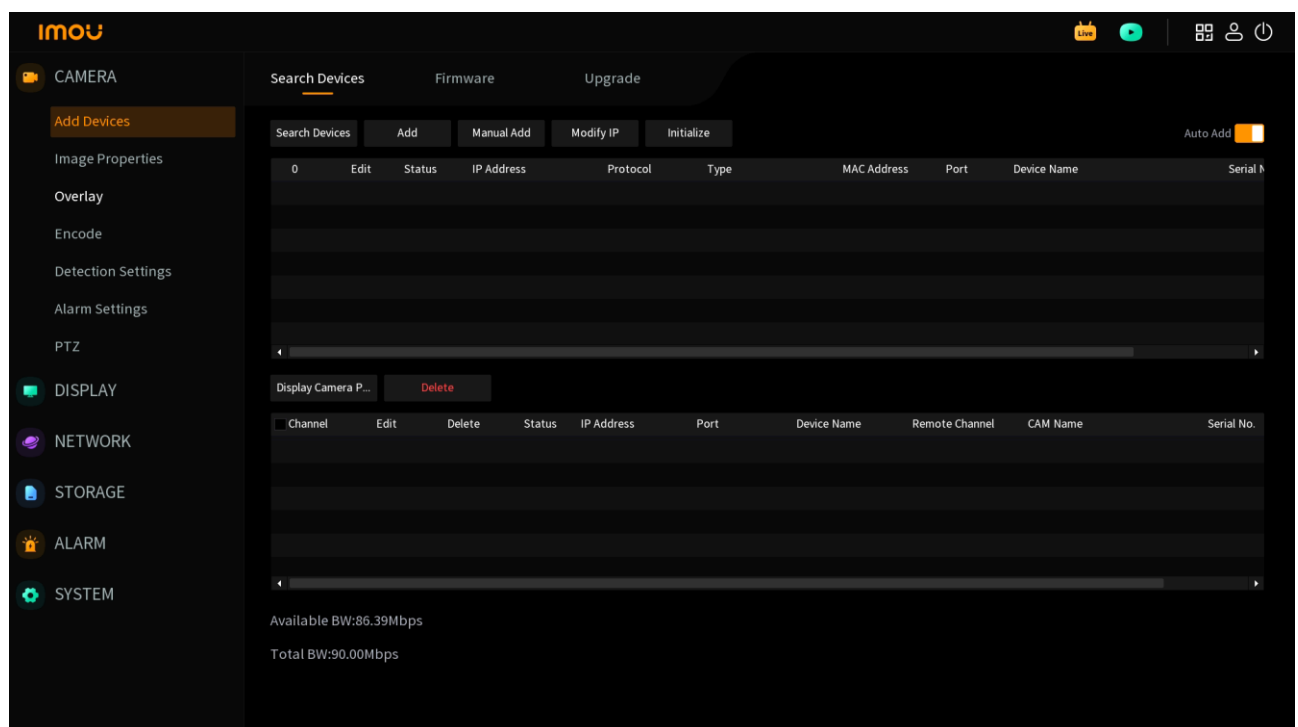 imou
Live
CAMERA
Search Devices Firmware Upgrade
Add Devices
Search Devices Add Manual Add Modify IP Initialize Auto Add
Image Properties
0 Edit Status IP Address Protocol Type MAC Address Port Device Name Serial N
Overlay
Encode
Detection Settings
Alarm Settings
PTZ
DISPLAY
Display Camera P... Delete
Channel Edit Delete Status IP Address Port Device Name Remote Channel CAM Name Serial No.
NETWORK
STORAGE
ALARM
SYSTEM
Available BW:86.39Mbps
Total BW:90.00Mbps